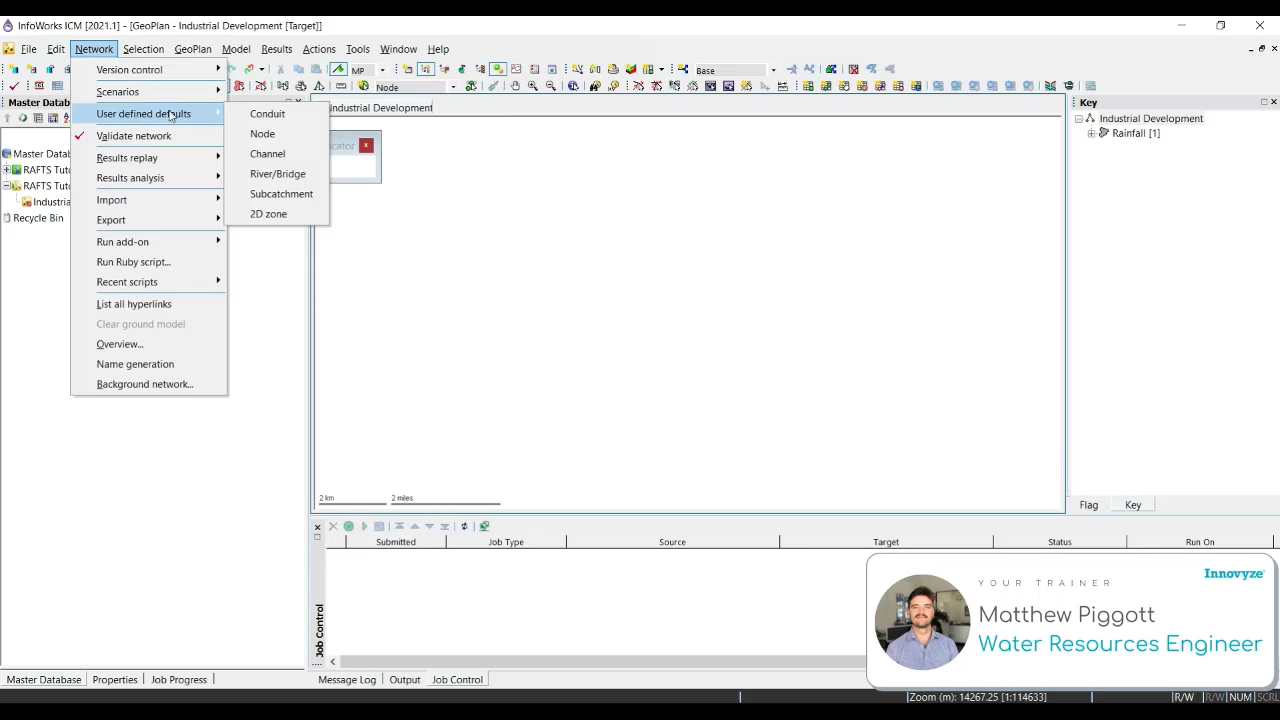 InfoWorks ICM [2021.1] - [GeoPlan - Industrial Development [Target]]
File Edit Network Selection GeoPlan Model Results Actions Tools Window Help
Version control
MP
Base
Scenarios
Node
Master Datab
User defined defaults
Conduit
Industrial Development
Key
Validate network
Node
Industrial Development
Rainfall [1]
Master Datab
Results replay
Channel
RAFTS Tuto
Results analysis
River/Bridge
RAFTS Tu
Import
Subcatchment
Industria
Export
2D zone
Recycle Bin
Run add-on
Run Ruby script...
Recent scripts
List all hyperlinks
Clear ground model
Overview...
Name generation
Background network...
2 km
2 miles
Flag Key
Submitted Job Type Source Target Status Run On
Job Control
YOUR TRAINER
Innovyze
Matthew Piggott
Water Resources Engineer
Master Database Properties Job Progress
Message Log Output Job Control
Zoom (m): 14267.25 [1:114633]
R/W R/W NUM SCRL